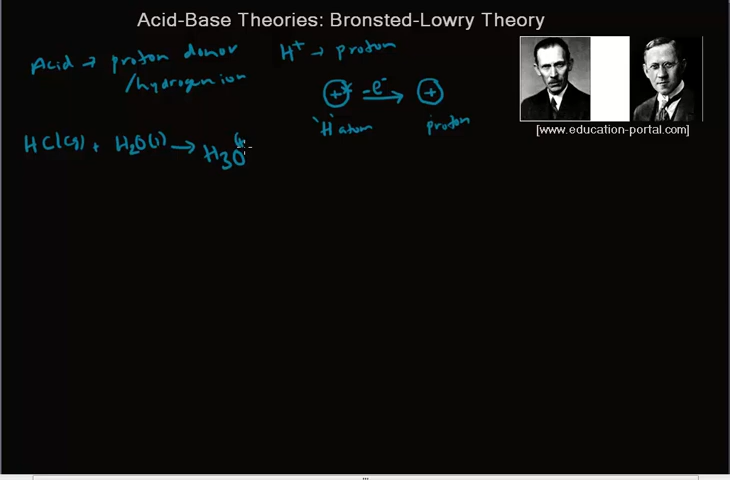 Acid-Base Theories: Bronsted-Lowry Theory
Acid → proton donor
/hydrogen ion
H+ → proton
+ -e- → +
'H' atom
proton
HCl(g) + H2O(l) → H3O
[www.education-portal.com]